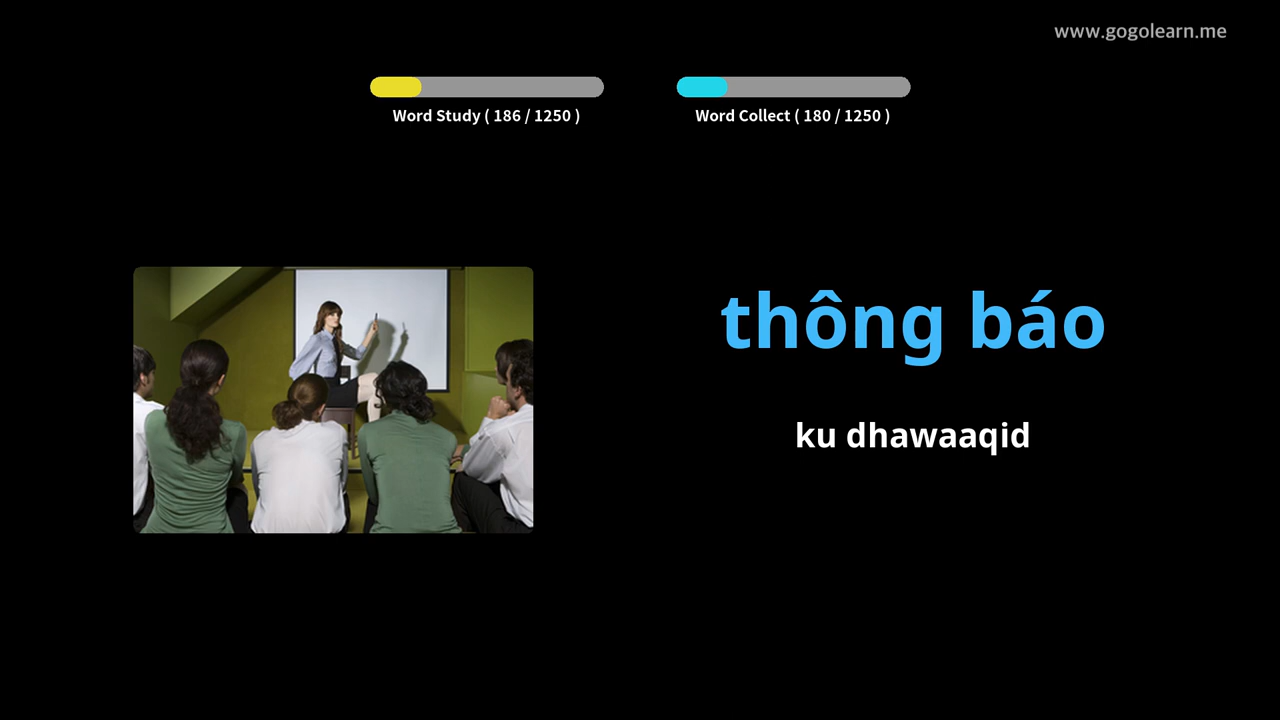 www.gogolearn.me
Word Study ( 186 / 1250 )
Word Collect ( 180 / 1250 )
thông báo
ku dhawaaqid